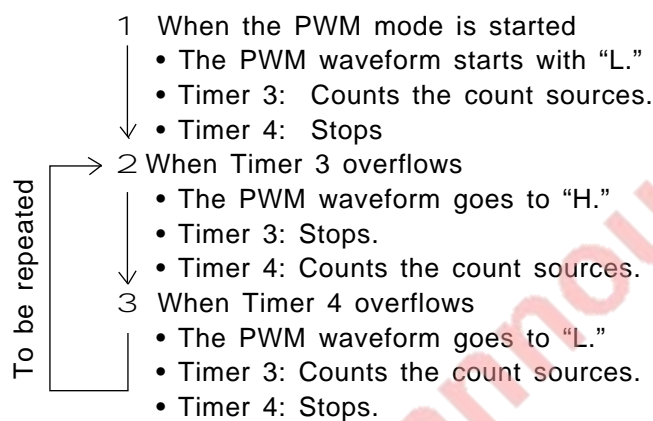 1 When the PWM mode is started
• The PWM waveform starts with “L.”
• Timer 3: Counts the count sources.
• Timer 4: Stops
2 When Timer 3 overflows
• The PWM waveform goes to “H.”
• Timer 3: Stops.
• Timer 4: Counts the count sources.
3 When Timer 4 overflows
• The PWM waveform goes to “L.”
• Timer 3: Counts the count sources.
• Timer 4: Stops.
To be repeated